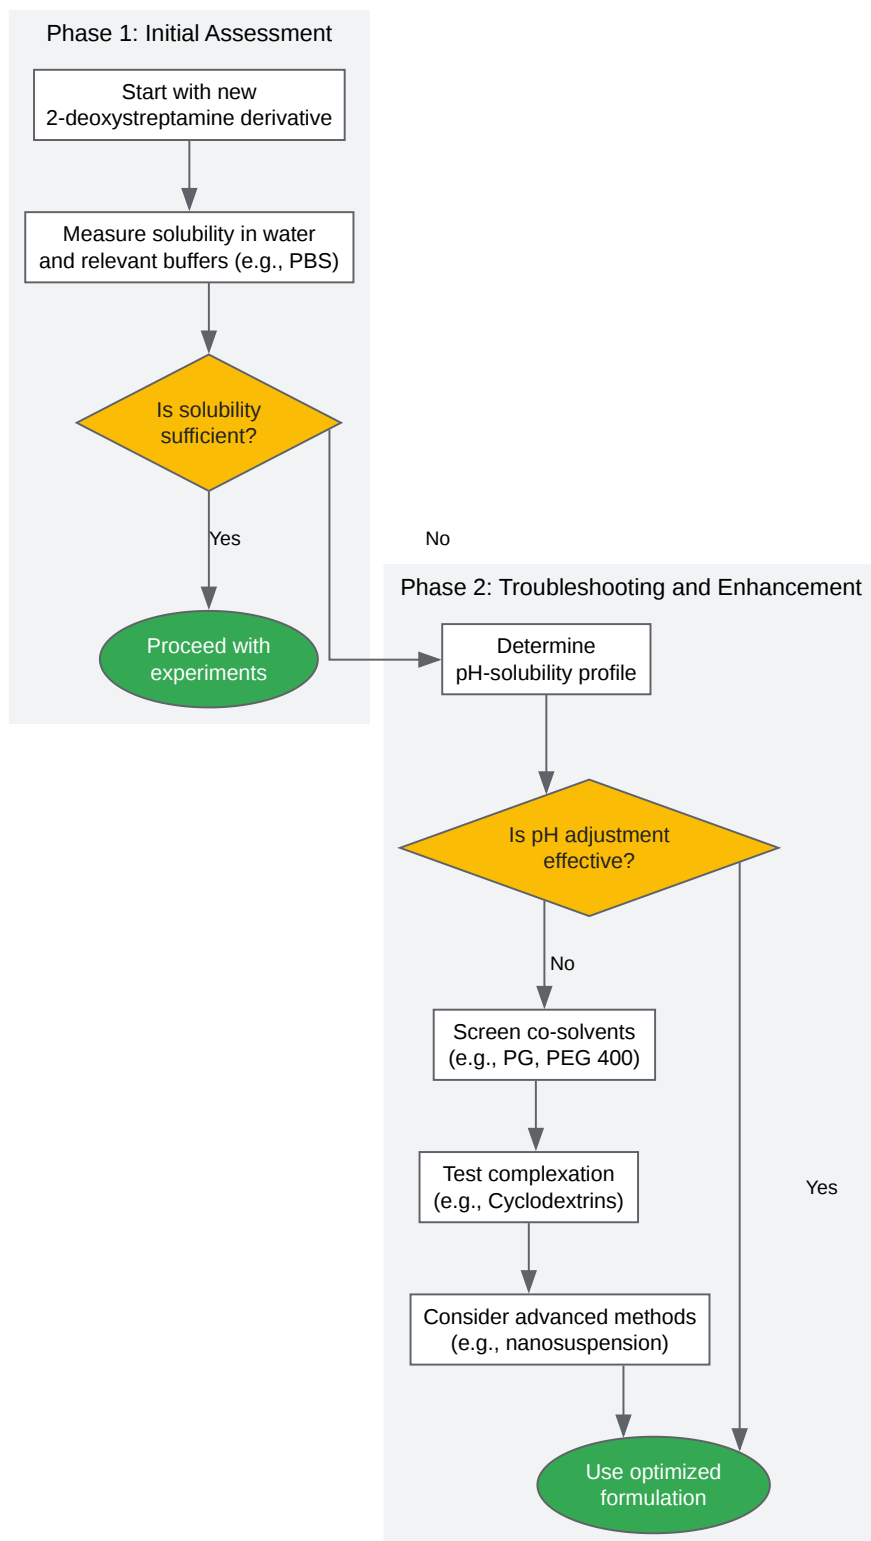 Phase 1: Initial Assessment
Start with new
2-deoxystreptamine derivative
Measure solubility in water
and relevant buffers (e.g., PBS)
Is solubility
sufficient?
Yes
No
Proceed with
experiments
Phase 2: Troubleshooting and Enhancement
Determine
pH-solubility profile
Is pH adjustment
effective?
No
Screen co-solvents
(e.g., PG, PEG 400)
Test complexation
(e.g., Cyclodextrins)
Yes
Consider advanced methods
(e.g., nanosuspension)
Use optimized
formulation